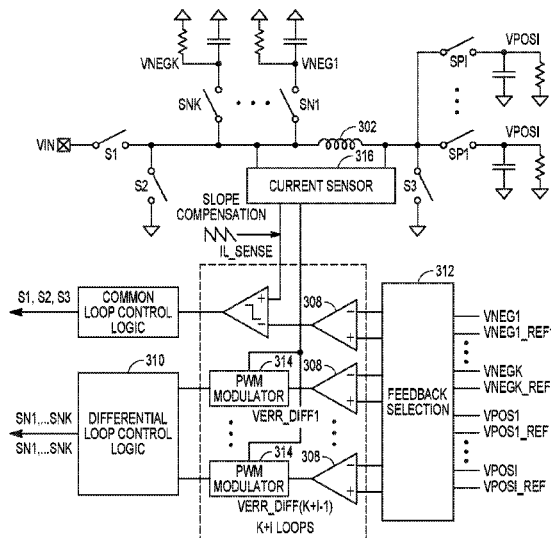 VNEGK
VNEG1
VPOSI
SPI
SNK
SN1
302
VPOSI
VIN
S1
SP1
316
S2
CURRENT SENSOR
S3
SLOPE
COMPENSATION
IL_SENSE
312
S1, S2, S3
COMMON
LOOP CONTROL
LOGIC
308
VNEG1
VNEG1_REF1
310
314
308
PWM
MODULATOR
VNEGK
VNEGK_REF
FEEDBACK
SELECTION
VERR_DIFF1
SN1,...SNK
SN1,...SNK
DIFFERENTIAL
LOOP CONTROL
LOGIC
VPOS1
VPOS1_REF
314
308
PWM
MODULATOR
VPOSI
VPOSI_REF
VERR_DIFF(K+I-1)
K+I LOOPS